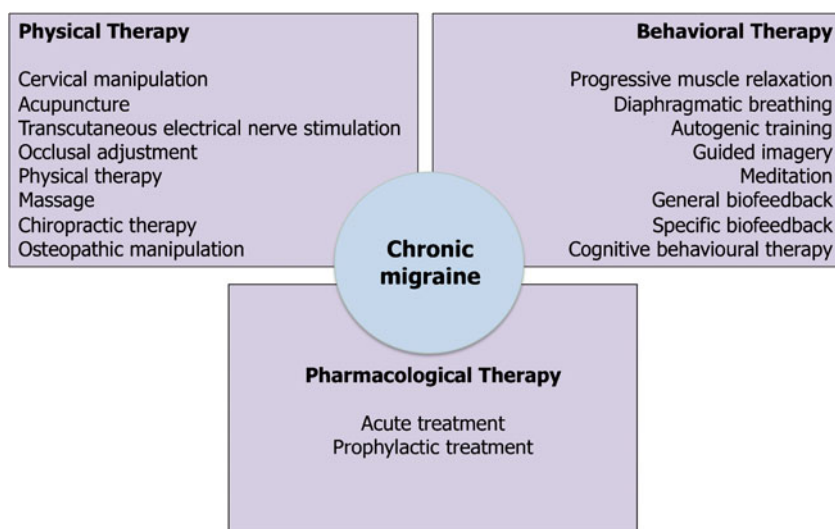 Physical Therapy
Cervical manipulation
Acupuncture
Transcutaneous electrical nerve stimulation
Occlusal adjustment
Physical therapy
Massage
Chiropractic therapy
Osteopathic manipulation
Behavioral Therapy
Progressive muscle relaxation
Diaphragmatic breathing
Autogenic training
Guided imagery
Meditation
General biofeedback
Specific biofeedback
Cognitive behavioural therapy
Chronic
migraine
Pharmacological Therapy
Acute treatment
Prophylactic treatment